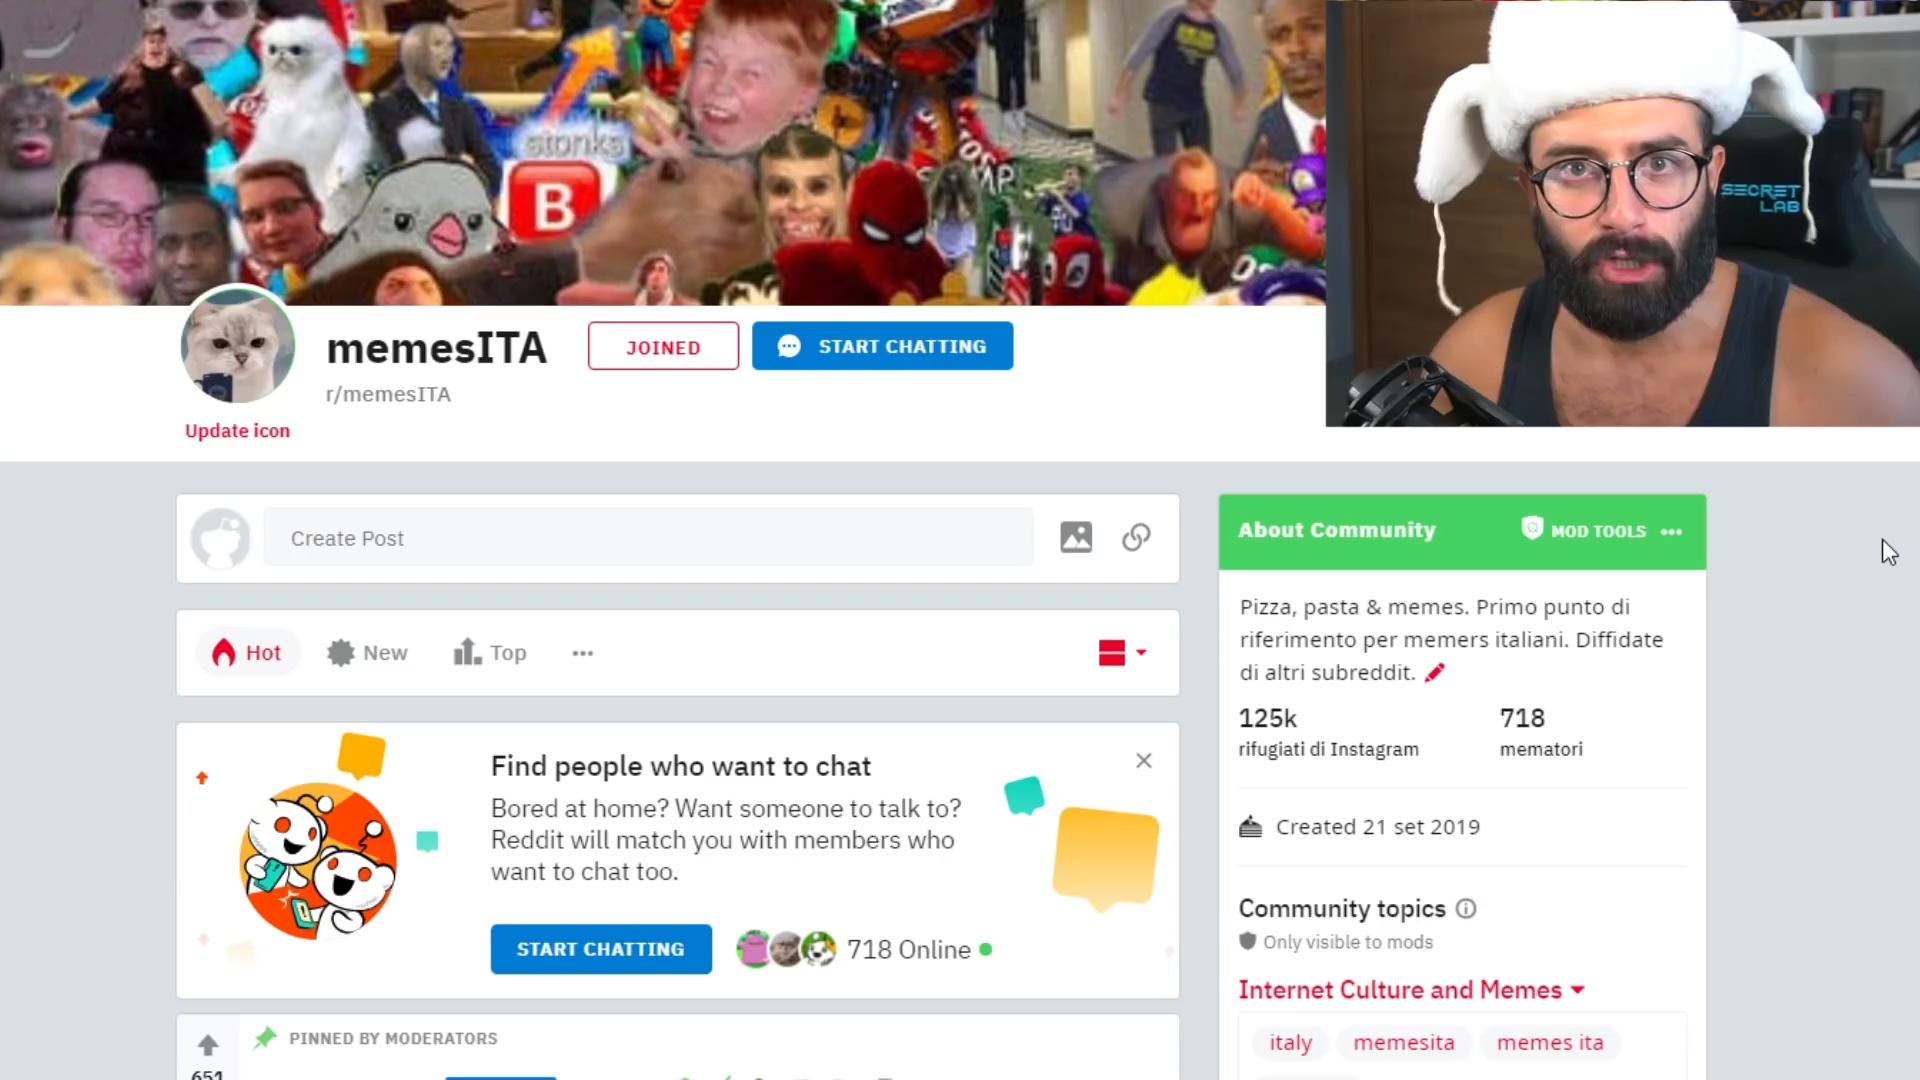 stonks
B
SECRET
LAB
memesITA
JOINED
START CHATTING
r/memesITA
Update icon
Create Post
About Community
MOD TOOLS
Hot
New
Top
Pizza, pasta & memes. Primo punto di
riferimento per memers italiani. Diffidate
di altri subreddit.
125k
718
rifugiati di Instagram
mematori
Find people who want to chat
Bored at home? Want someone to talk to?
Reddit will match you with members who
want to chat too.
START CHATTING
718 Online
Created 21 set 2019
Community topics
Only visible to mods
Internet Culture and Memes
italy
memesita
memes ita
PINNED BY MODERATORS
651